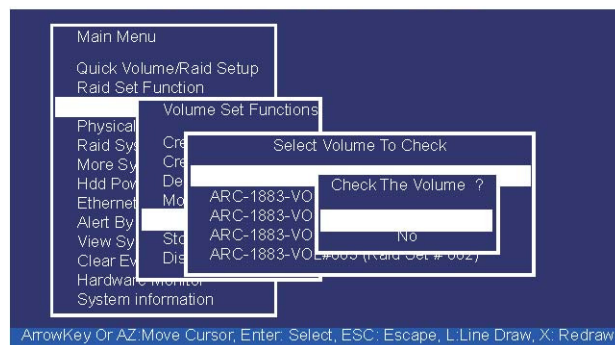 Main Menu
Quick Volume/Raid Setup
Raid Set Function
Physical
Raid Sys
More Sy
Hdd Pow
Ethernet
Alert By
View Sy
Clear Ev
Hardware Monitor
System information
Volume Set Functions
Cre
Cre
De
Mo
Sto
Dis
Select Volume To Check
ARC-1883-VO
ARC-1883-VO
ARC-1883-VO
ARC-1883-VOL#003 (Raid Set # 002)
Check The Volume ?
No
ArrowKey Or AZ:Move Cursor, Enter: Select, ESC: Escape, L:Line Draw, X: Redraw